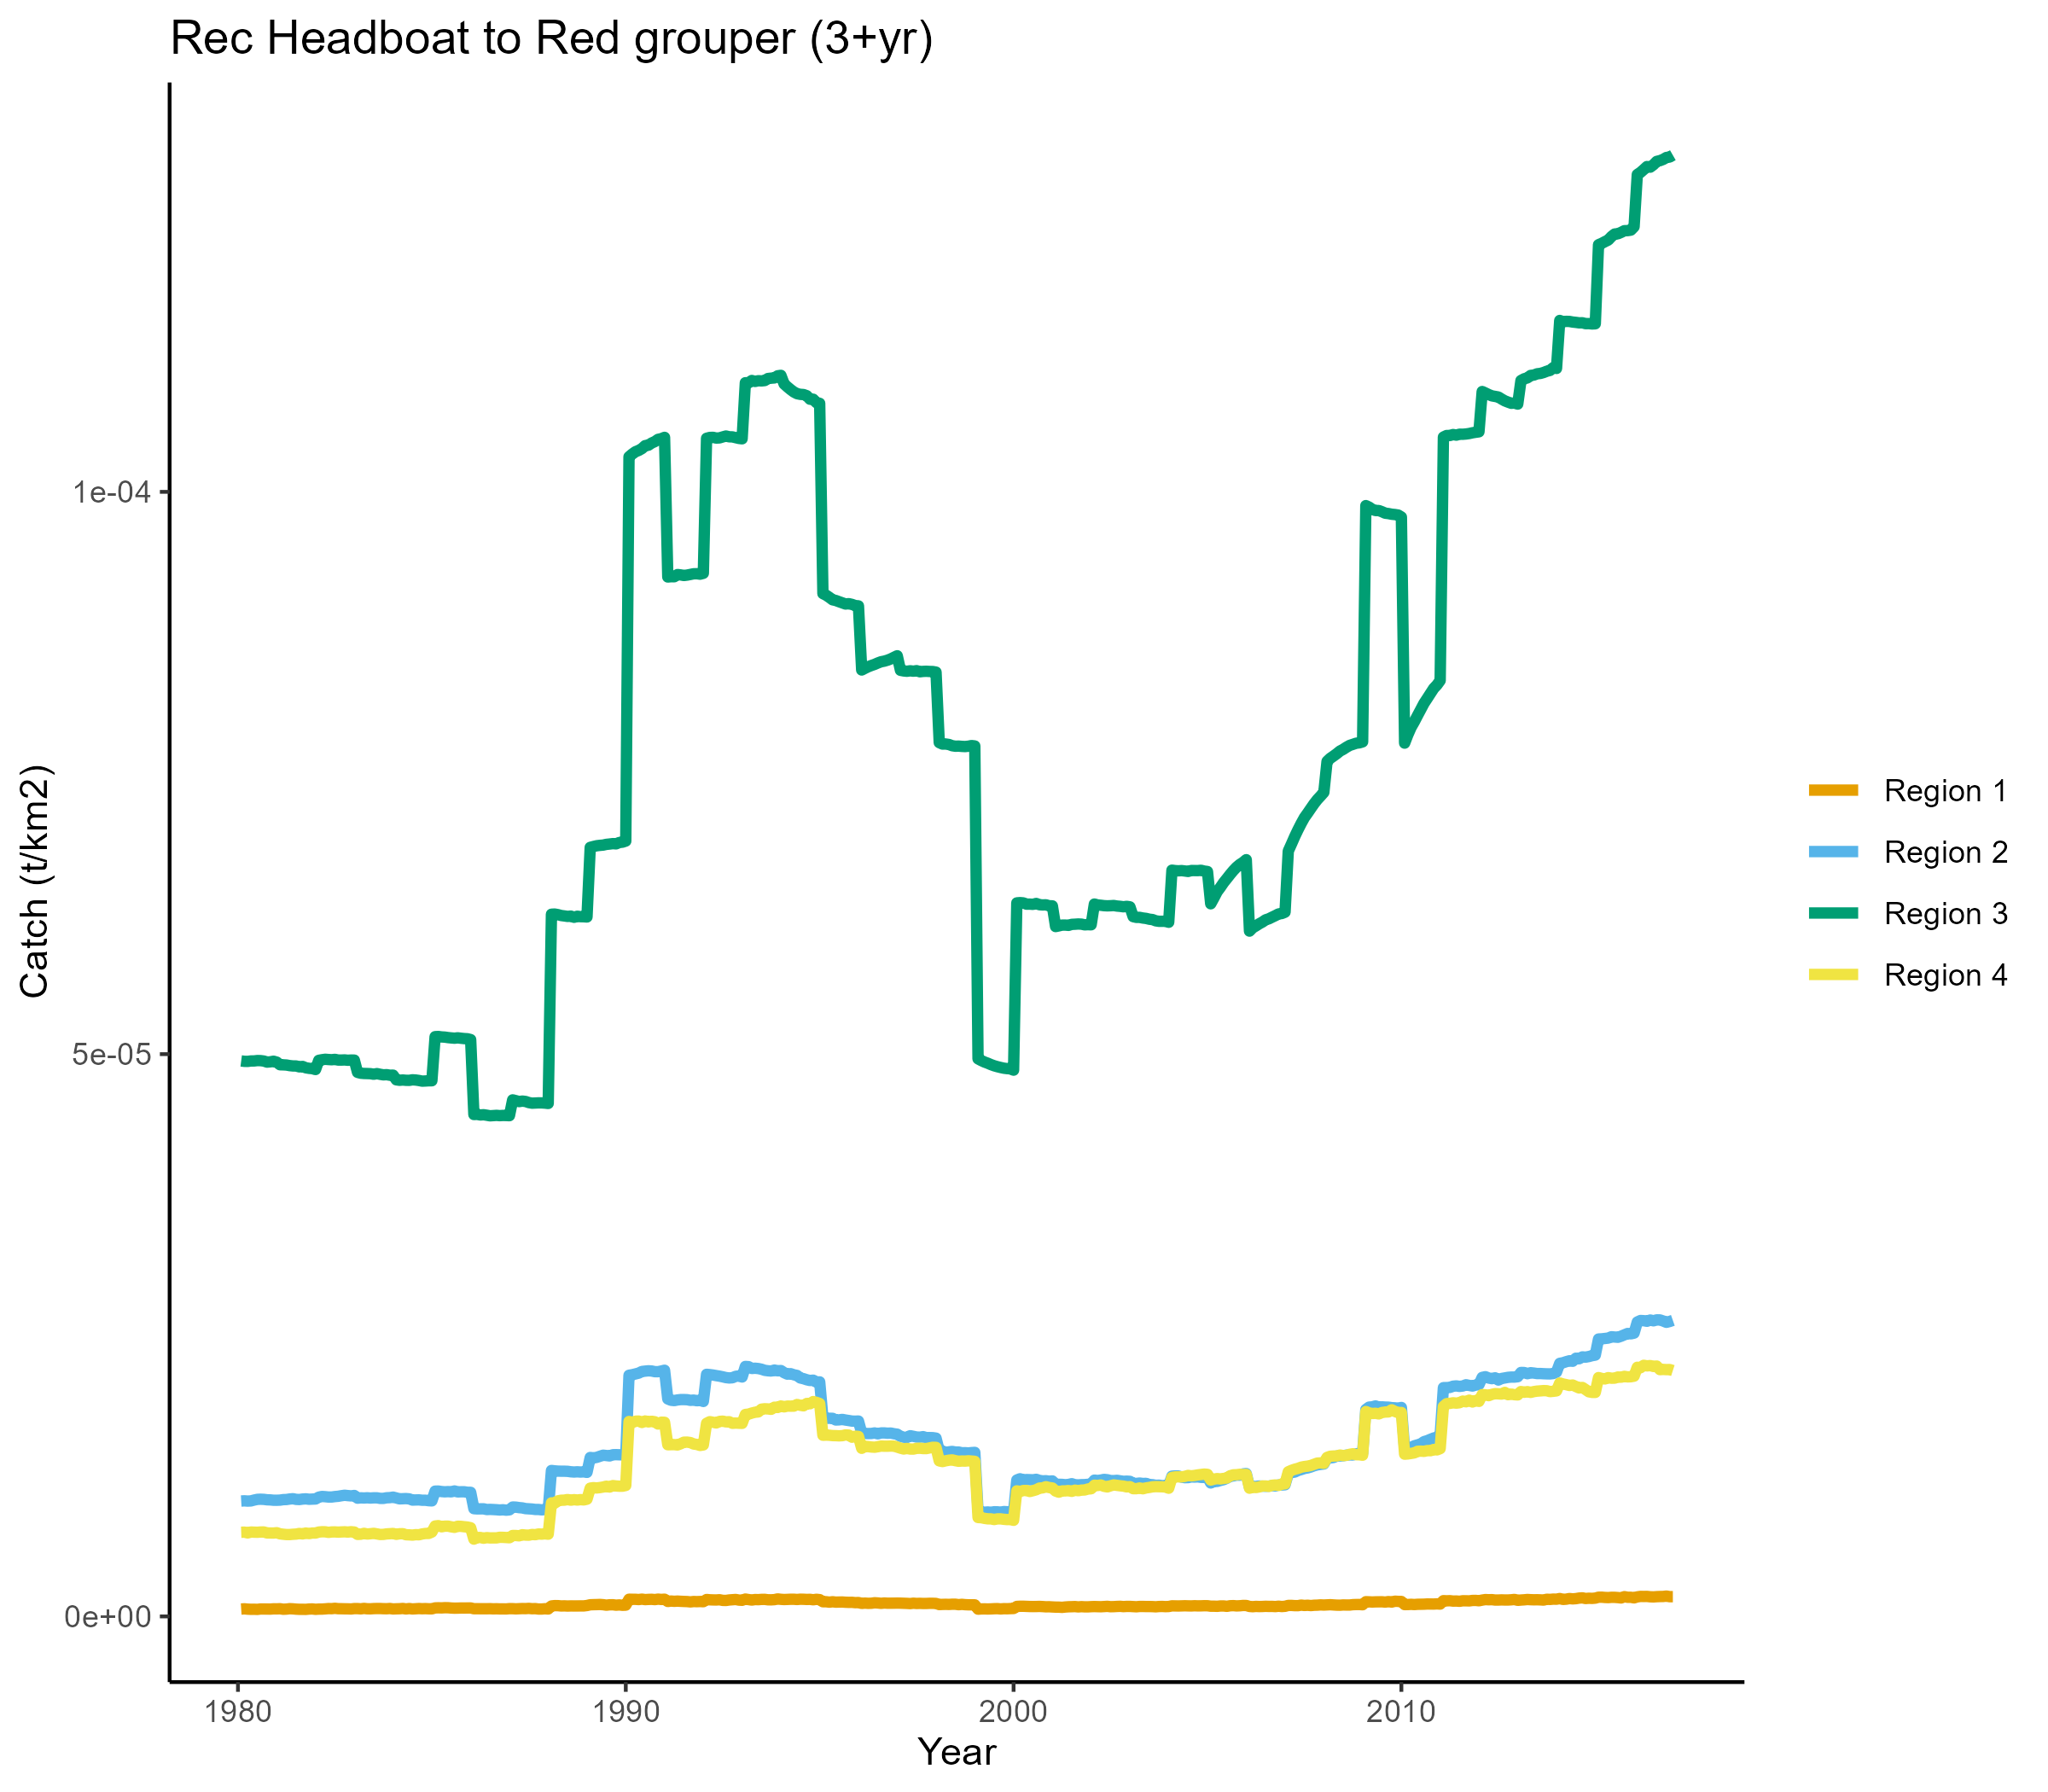 Rec Headboat to Red grouper (3+yr)
Catch (t/km2)
1e-04
5e-05
0e+00
1980
1990
2000
2010
Year
Region 1
Region 2
Region 3
Region 4